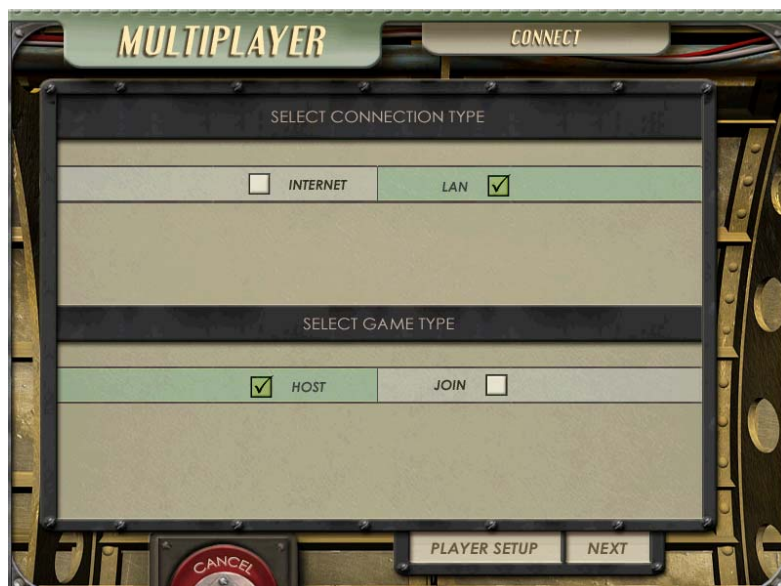 MULTIPLAYER
CONNECT
SELECT CONNECTION TYPE
INTERNET LAN
SELECT GAME TYPE
HOST JOIN
PLAYER SETUP NEXT
CANCEL